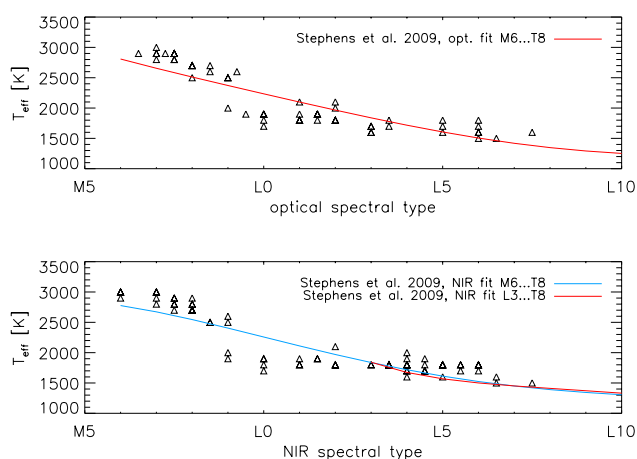 Stephens et al. 2009, opt. fit M6...T8
3500
3000
2500
2000
1500
1000
Teff [K]
M5
L0
L5
L10
optical spectral type
Stephens et al. 2009, NIR fit M6...T8
Stephens et al. 2009, NIR fit L3...T8
3500
3000
2500
2000
1500
1000
Teff [K]
M5
L0
L5
L10
NIR spectral type